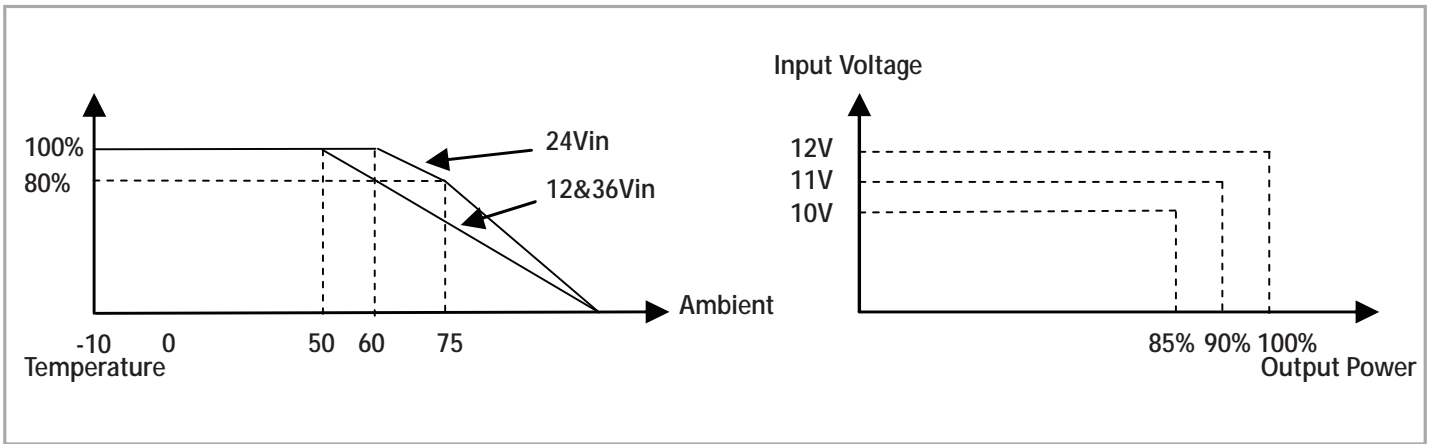 100%
80%
24Vin
12&36Vin
Ambient
-10 0 50 60 75
Temperature
Input Voltage
12V
11V
10V
85% 90% 100%
Output Power